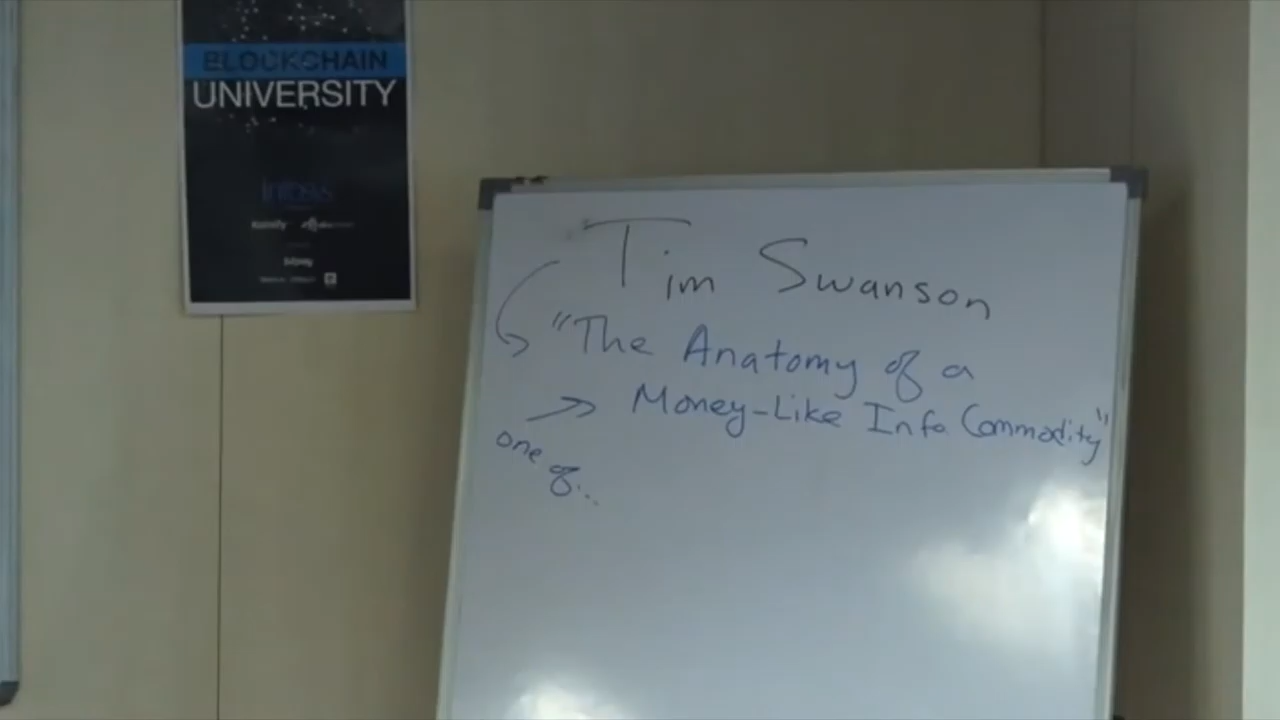 BLOCKCHAIN
UNIVERSITY
Tim Swanson
"The Anatomy of a
Money-Like Info Commodity"
one of...